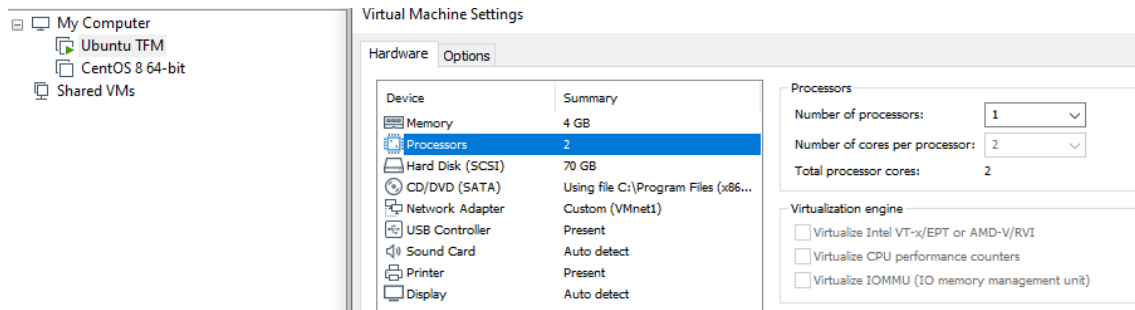 My Computer
Ubuntu TFM
CentOS 8 64-bit
Shared VMs
Virtual Machine Settings
Hardware Options
Device Summary
Memory 4 GB
Processors 2
Hard Disk (SCSI) 70 GB
CD/DVD (SATA) Using file C:\Program Files (x86...
Network Adapter Custom (VMnet1)
USB Controller Present
Sound Card Auto detect
Printer Present
Display Auto detect
Processors
Number of processors: 1
Number of cores per processor: 2
Total processor cores: 2
Virtualization engine
Virtualize Intel VT-x/EPT or AMD-V/RVI
Virtualize CPU performance counters
Virtualize IOMMU (IO memory management unit)